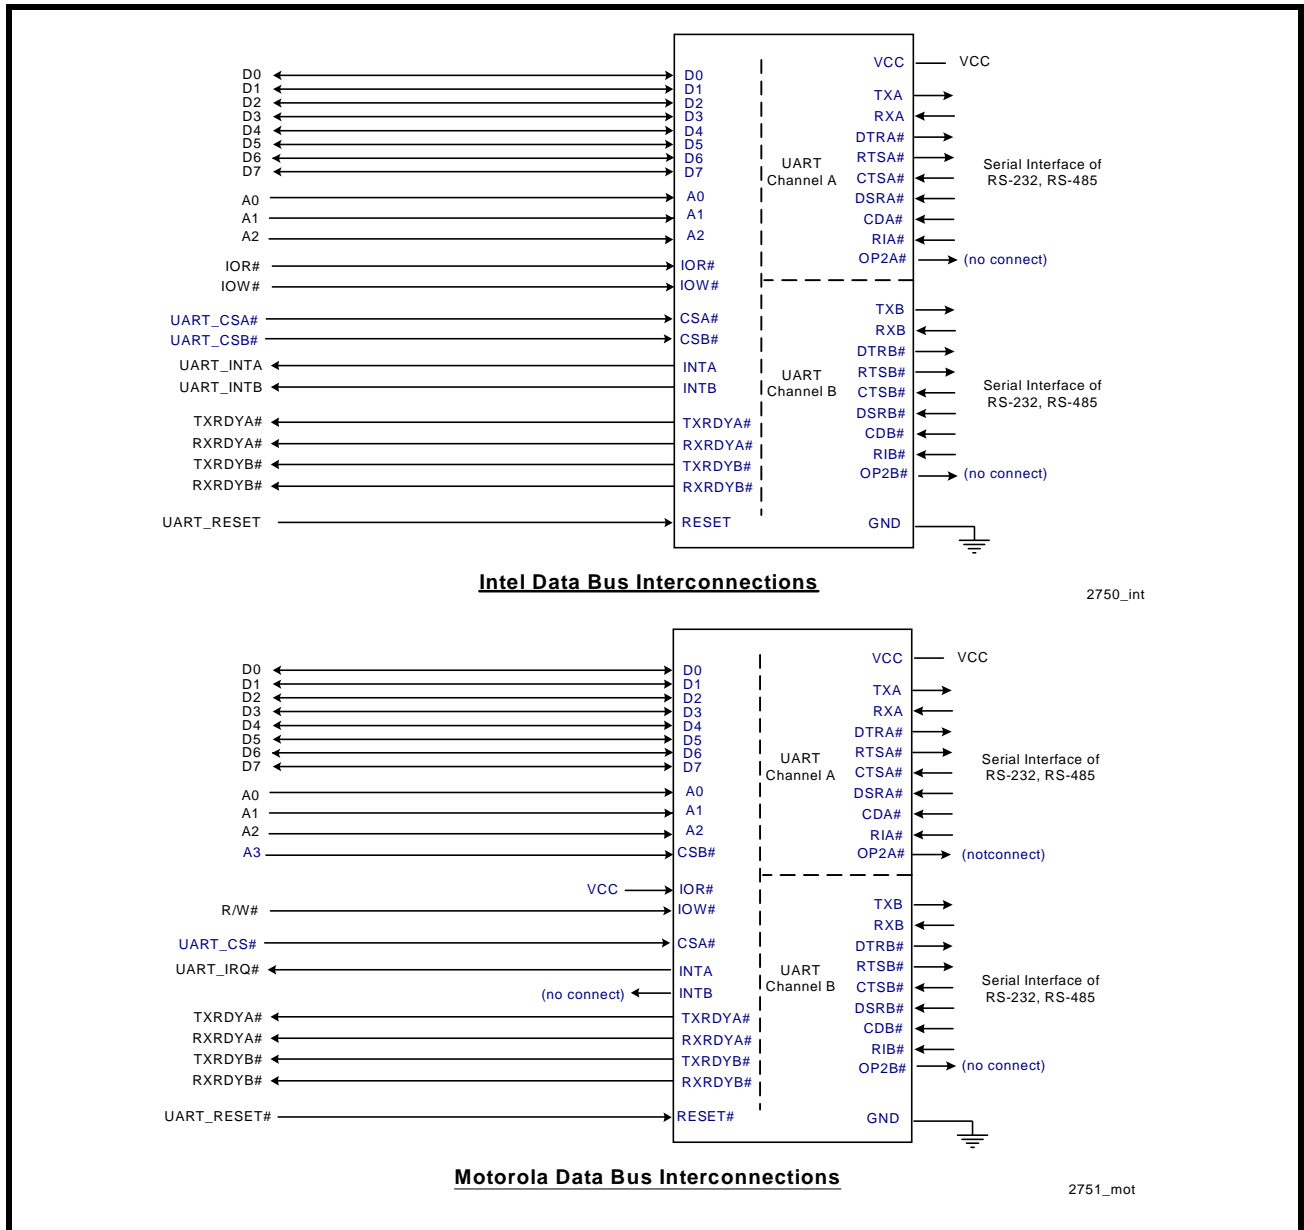 VCC VCC
D0 D0 TXA
D1 D1
D2 D2 RXA
D3 D3
D4 D4 DTRA#
D5 D5
D6 D6 UART RTSA# Serial Interface of
D7 D7 Channel A CTSA# RS-232, RS-485
A0 A0 DSRA#
A1 A1 CDA#
A2 A2 RIA#
IOR# IOR# OP2A# (no connect)
IOW# IOW#
TXB
UART_CSA# CSA#
UART_CSB# CSB# RXB
DTRB#
UART_INTA INTA UART RTSB# Serial Interface of
UART_INTB INTB Channel B CTSB# RS-232, RS-485
DSRB#
TXRDYA# TXRDYA#
RXRDYA# RXRDYA# CDB#
TXRDYB# TXRDYB# RIB#
RXRDYB# RXRDYB# OP2B# (no connect)
UART_RESET RESET GND
Intel Data Bus Interconnections
2750_int
VCC VCC
D0 D0
D1 D1 TXA
D2 D2
D3 D3 RXA
D4 D4 DTRA#
D5 D5
D6 D6 UART RTSA# Serial Interface of
D7 D7 Channel A CTSA# RS-232, RS-485
A0 A0 DSRA#
A1 A1 CDA#
A2 A2 RIA#
A3 CSB# OP2A# (notconnect)
VCC IOR#
R/W# IOW# TXB
RXB
UART_CS# CSA# DTRB#
UART_IRQ# INTA UART RTSB# Serial Interface of
(no connect) INTB Channel B CTSB# RS-232, RS-485
DSRB#
TXRDYA# TXRDYA#
RXRDYA# RXRDYA# CDB#
TXRDYB# TXRDYB# RIB#
RXRDYB# RXRDYB# OP2B# (no connect)
UART_RESET# RESET# GND
Motorola Data Bus Interconnections
2751_mot